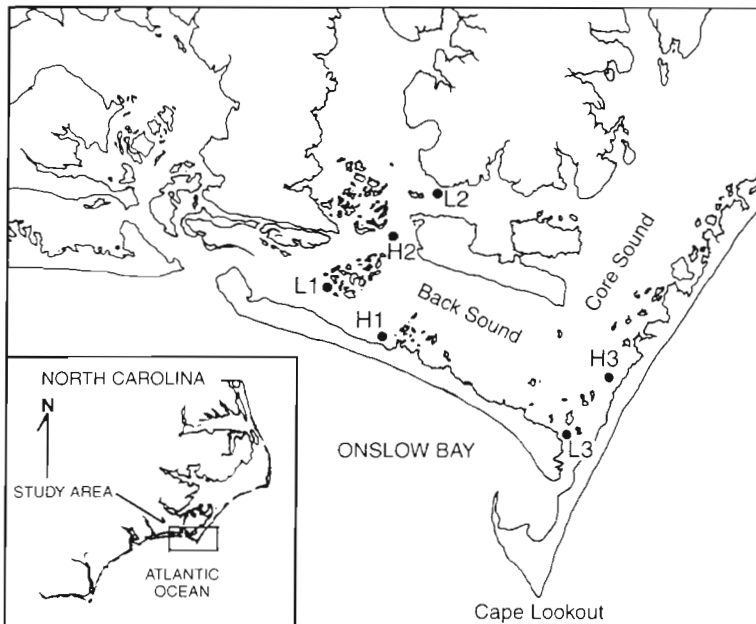 L2
H2
L1
Back Sound
Core Sound
H1
H3
L3
ONSLOW BAY
Cape Lookout
NORTH CAROLINA
N
STUDY AREA
ATLANTIC
OCEAN